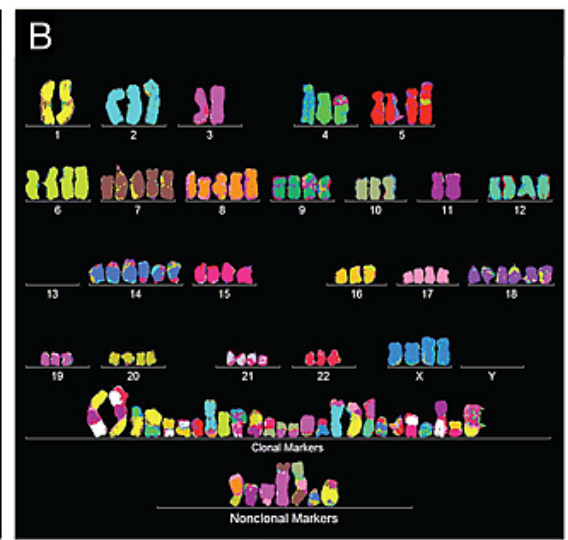 B
1 2 3 4 5
6 7 8 9 10 11 12
13 14 15 16 17 18
19 20 21 22 X Y
Clonal Markers
Nonclonal Markers